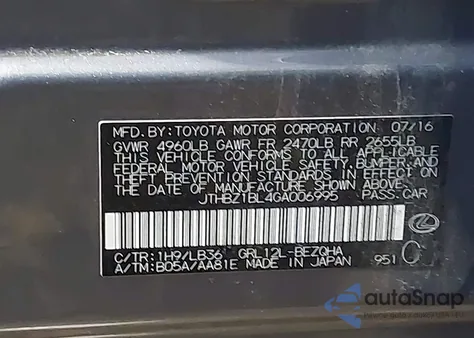 MFD. BY: TOYOTA MOTOR CORPORATION 07/16
GVWR 4960LB GAWR FR 2470LB RR 2655LB
THIS VEHICLE CONFORMS TO ALL APPLICABLE
FEDERAL MOTOR VEHICLE SAFETY, BUMPER, AND
THEFT PREVENTION STANDARDS IN EFFECT ON
THE DATE OF MANUFACTURE SHOWN ABOVE.
JTHBZ1BL4GA006995 PASS CAR
C/TR: 1H9/LB36 GRL12L-BEZQHA
A/TM: B05A/AA81E MADE IN JAPAN 951 C
autoSnap